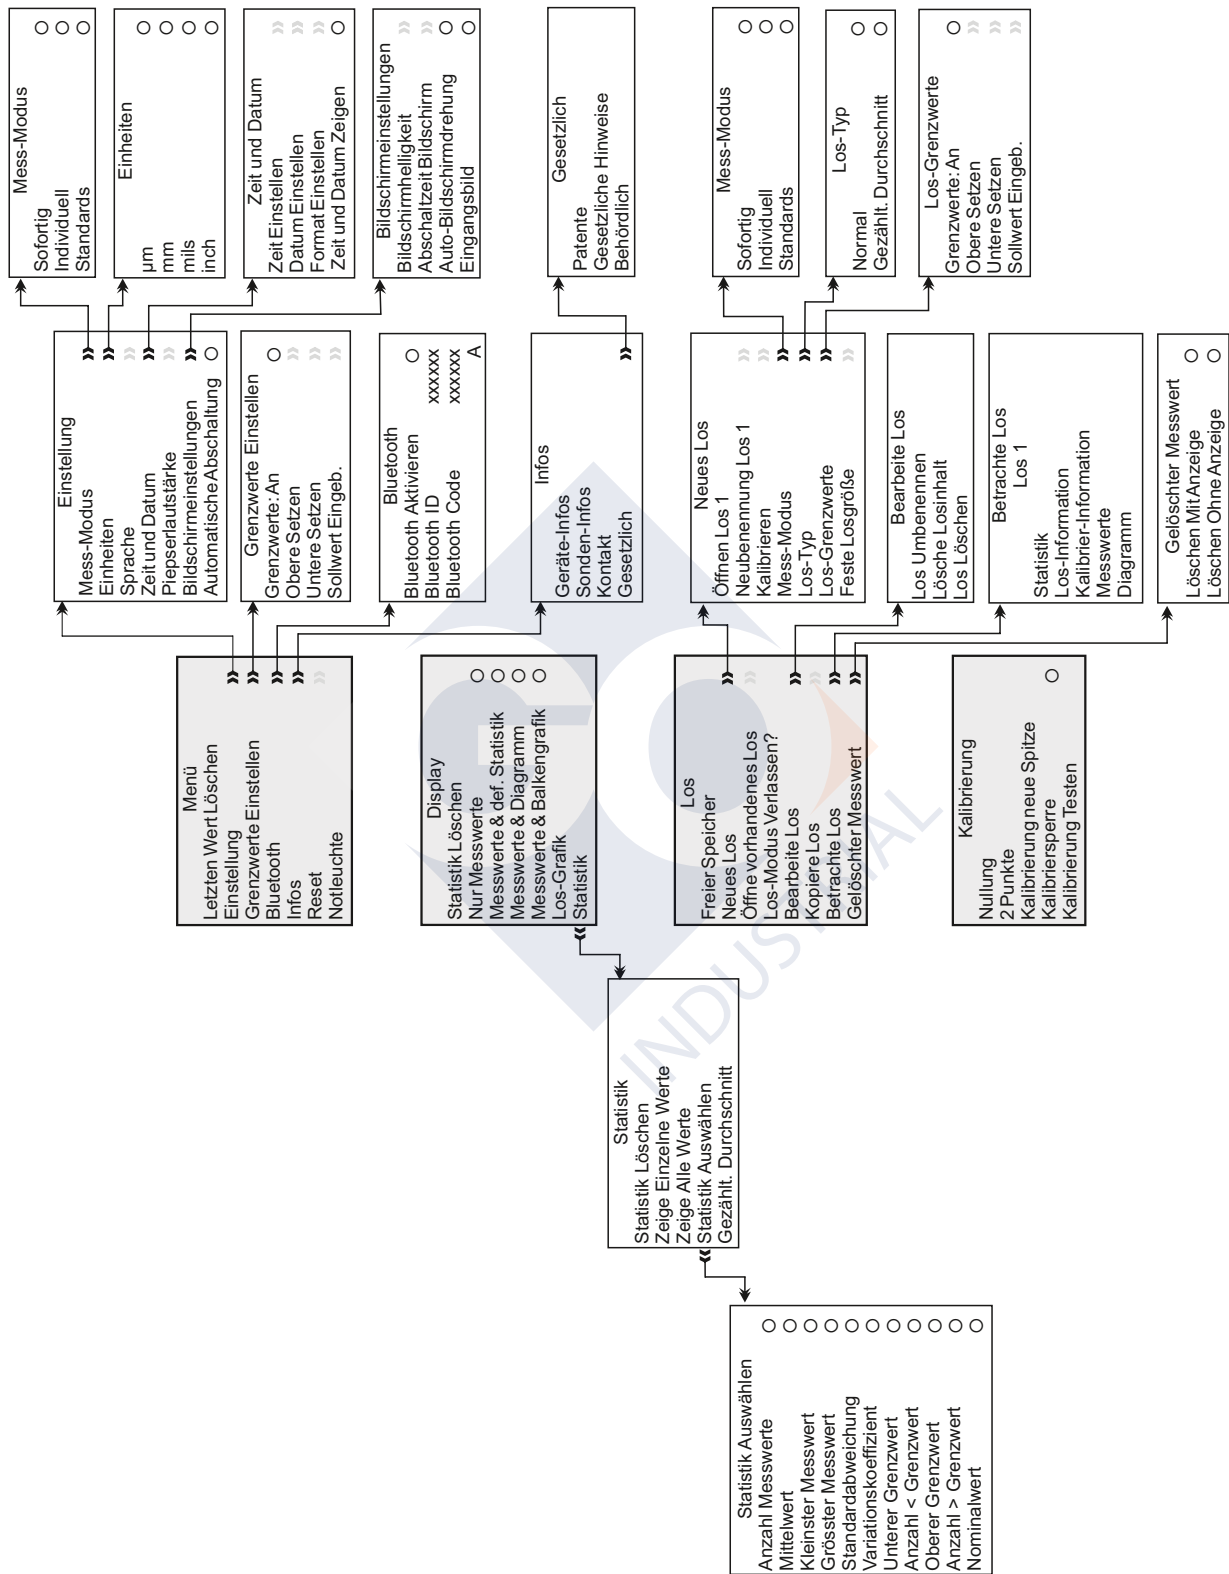 Menü
Letzten Wert Löschen
Einstellung
Grenzwerte Einstellen
Bluetooth
Infos
Reset
Notleuchte
Einstellung
Mess-Modus
Einheiten
Sprache
Zeit und Datum
Piepserlautstärke
Bildschirmeinstellungen
Automatische Abschaltung
Mess-Modus
Sofortig
Individuell
Standards
Einheiten
µm
mm
mils
inch
Zeit und Datum
Zeit Einstellen
Datum Einstellen
Format Einstellen
Zeit und Datum Zeigen
Bildschirmeinstellungen
Bildschirmhelligkeit
Abschaltzeit Bildschirm
Auto-Bildschirmdrehung
Eingangsbild
Grenzwerte Einstellen
Grenzwerte: An
Obere Setzen
Untere Setzen
Sollwert Eingeb.
Bluetooth
Bluetooth Aktivieren
Bluetooth ID xxxxxx
Bluetooth Code xxxxxx
A
Infos
Geräte-Infos
Sonden-Infos
Kontakt
Gesetzlich
Gesetzlich
Patente
Gesetzliche Hinweise
Behördlich
Display
Statistik Löschen
Nur Messwerte
Messwerte & def. Statistik
Messwerte & Diagramm
Messwerte & Balkengrafik
Los-Grafik
Statistik
Statistik
Statistik Löschen
Zeige Einzelne Werte
Zeige Alle Werte
Statistik Auswählen
Gezählt. Durchschnitt
Statistik Auswählen
Anzahl Messwerte
Mittelwert
Kleinster Messwert
Grösster Messwert
Standardabweichung
Variationskoeffizient
Unterer Grenzwert
Anzahl < Grenzwert
Oberer Grenzwert
Anzahl > Grenzwert
Nominalwert
Los
Freier Speicher
Neues Los
Öffne vorhandenes Los
Los-Modus Verlassen?
Bearbeite Los
Kopiere Los
Betrachte Los
Gelöschter Messwert
Neues Los
Öffnen Los 1
Neubenennung Los 1
Kalibrieren
Mess-Modus
Los-Typ
Los-Grenzwerte
Feste Losgröße
Mess-Modus
Sofortig
Individuell
Standards
Los-Typ
Normal
Gezählt. Durchschnitt
Los-Grenzwerte
Grenzwerte: An
Obere Setzen
Untere Setzen
Sollwert Eingeb.
Bearbeite Los
Los Umbenennen
Lösche Losinhalt
Los Löschen
Betrachte Los
Los 1
Statistik
Los-Information
Kalibrier-Information
Messwerte
Diagramm
Gelöschter Messwert
Löschen Mit Anzeige
Löschen Ohne Anzeige
Kalibrierung
Nullung
2 Punkte
Kalibrierung neue Spitze
Kalibriersperre
Kalibrierung Testen
INDUSTRIAL